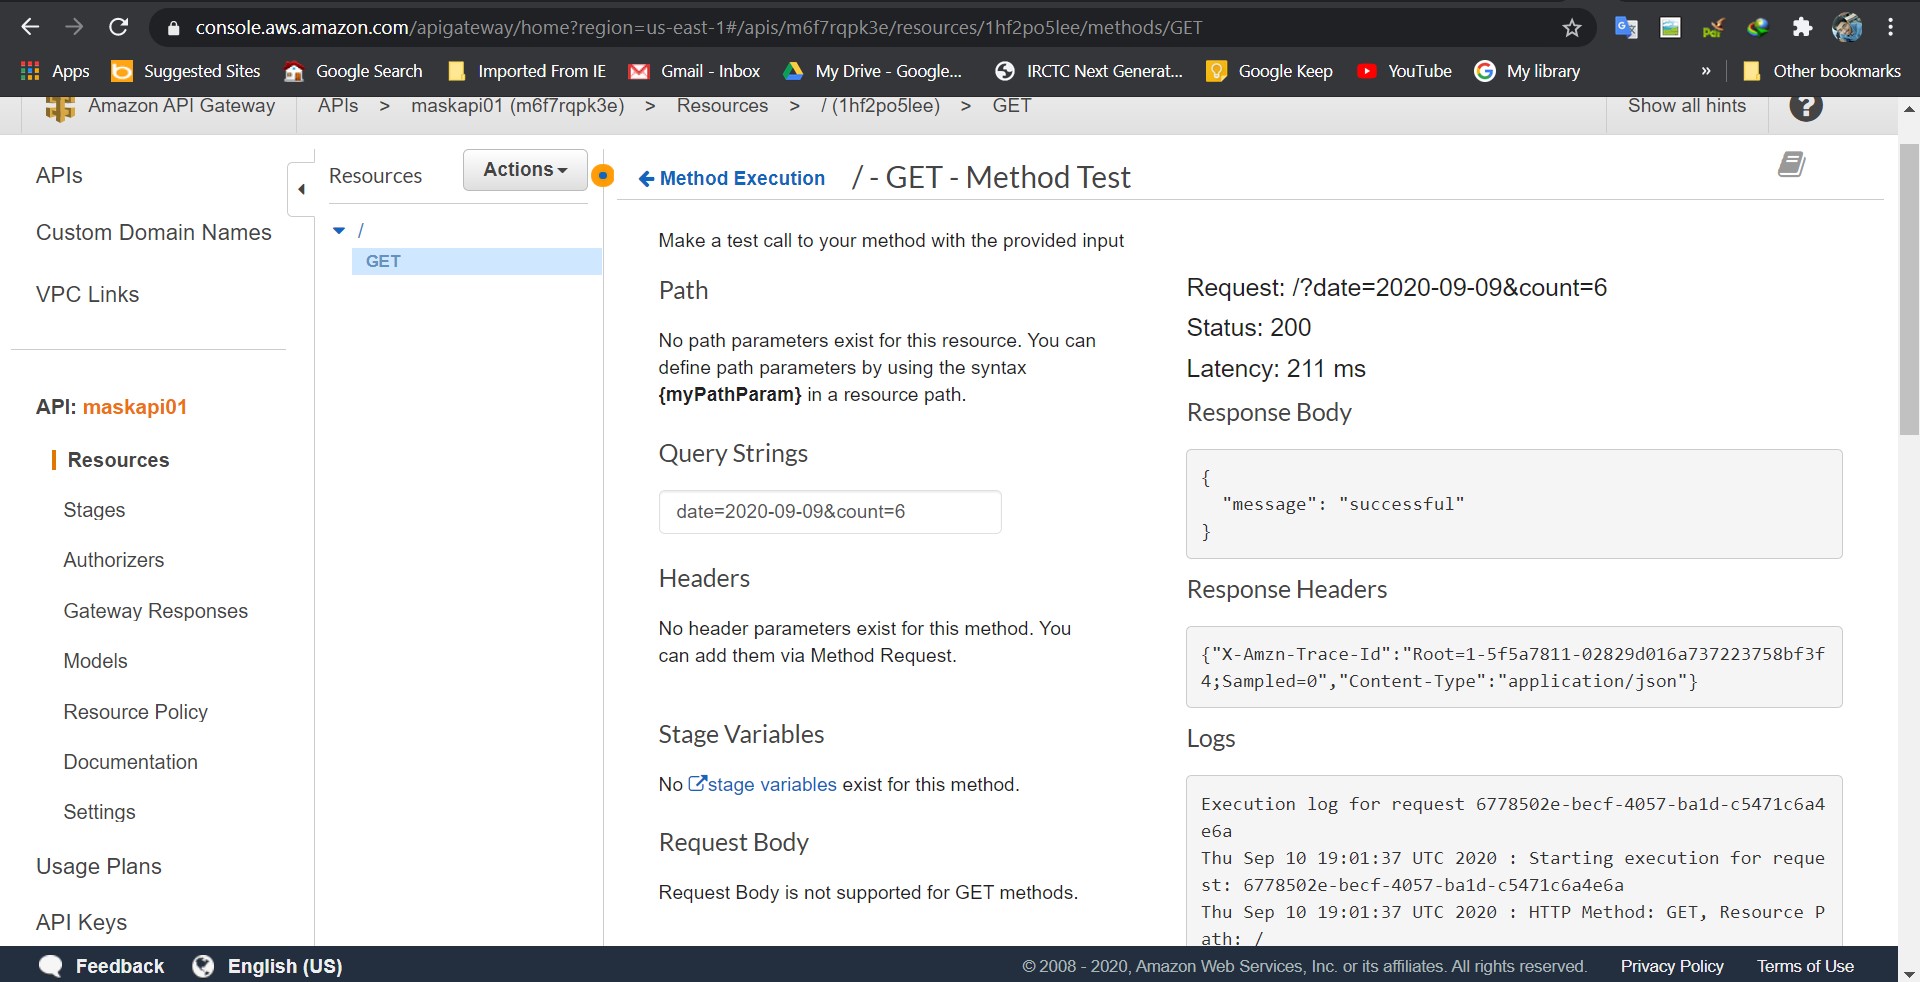 console.aws.amazon.com/apigateway/home?region=us-east-1#/apis/m6f7rqpk3e/resources/1hf2po5lee/methods/GET
Apps Suggested Sites Google Search Imported From IE Gmail - Inbox My Drive - Google... IRCTC Next Generat... Google Keep YouTube My library » Other bookmarks
Amazon API Gateway APIs > maskapi01 (m6f7rqpk3e) > Resources > / (1hf2po5lee) > GET Show all hints ?
APIs
Custom Domain Names
VPC Links
API: maskapi01
Resources
Stages
Authorizers
Gateway Responses
Models
Resource Policy
Documentation
Settings
Usage Plans
API Keys
Resources Actions
/
GET
Method Execution / - GET - Method Test
Make a test call to your method with the provided input
Path
No path parameters exist for this resource. You can
define path parameters by using the syntax
{myPathParam} in a resource path.
Query Strings
date=2020-09-09&count=6
Headers
No header parameters exist for this method. You
can add them via Method Request.
Stage Variables
No stage variables exist for this method.
Request Body
Request Body is not supported for GET methods.
Request: /?date=2020-09-09&count=6
Status: 200
Latency: 211 ms
Response Body
{
"message": "successful"
}
Response Headers
{"X-Amzn-Trace-Id":"Root=1-5f5a7811-02829d016a737223758bf3f
4;Sampled=0","Content-Type":"application/json"}
Logs
Execution log for request 6778502e-becf-4057-ba1d-c5471c6a4
e6a
Thu Sep 10 19:01:37 UTC 2020 : Starting execution for reque
st: 6778502e-becf-4057-ba1d-c5471c6a4e6a
Thu Sep 10 19:01:37 UTC 2020 : HTTP Method: GET, Resource P
ath: /
Feedback English (US) © 2008 - 2020, Amazon Web Services, Inc. or its affiliates. All rights reserved. Privacy Policy Terms of Use